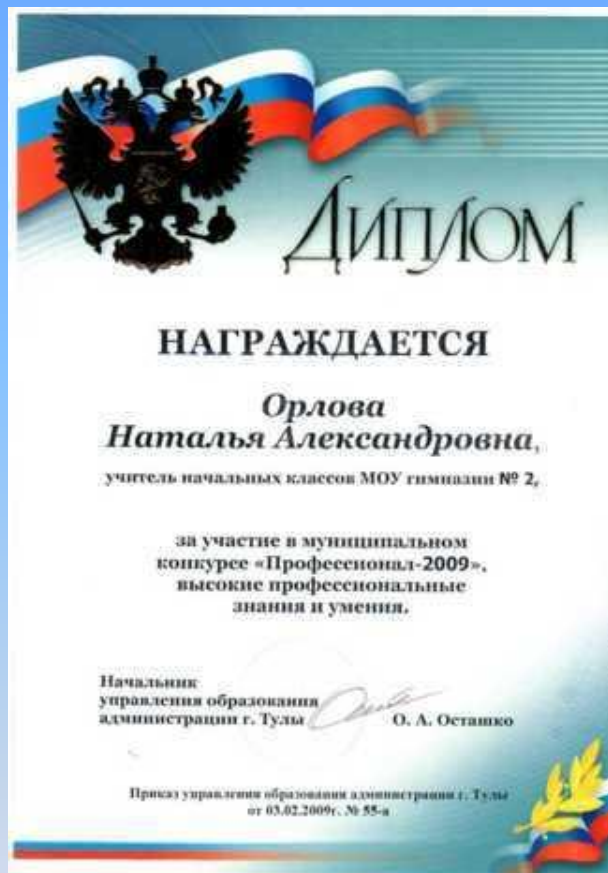 Диплом
НАГРАЖДАЕТСЯ
Орлова
Наталья Александровна,
учитель начальных классов МОУ гимназии № 2,
за участие в муниципальном
конкурсе «Профессионал-2009»,
высокие профессиональные
знания и умения.
Начальник
управления образования
администрации г. Тулы О. А. Осташко
Приказ управления образования администрации г. Тулы
от 03.02.2009г. № 55-а